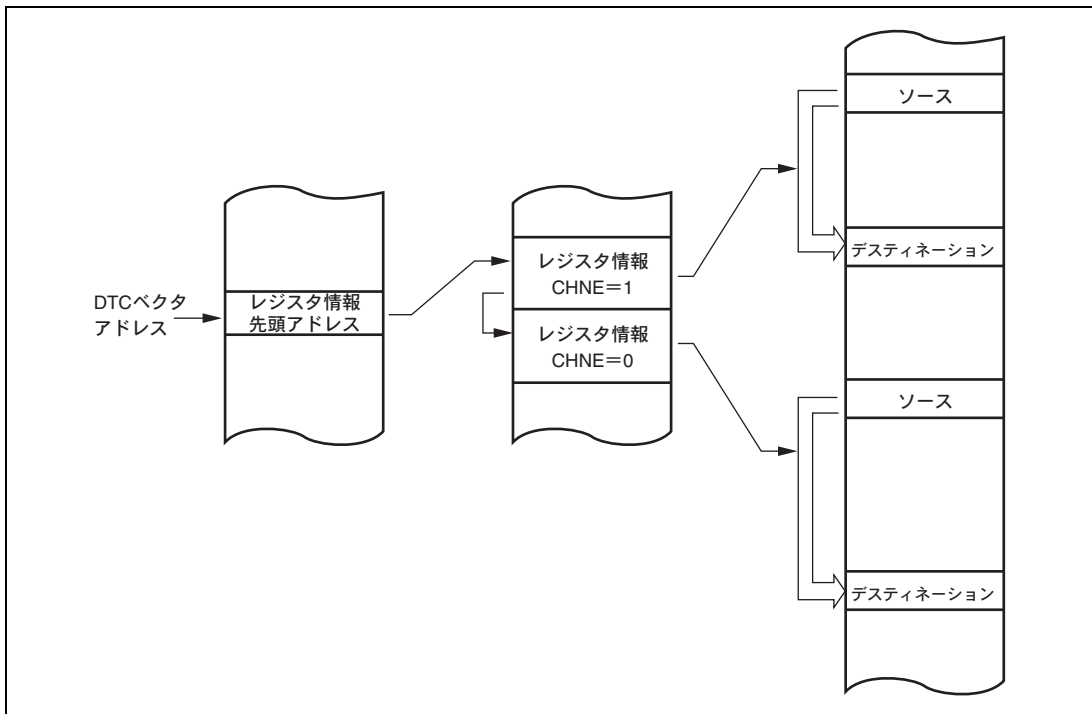 DTCベクタ
アドレス
レジスタ情報
先頭アドレス
レジスタ情報
CHNE＝1
レジスタ情報
CHNE＝0
ソース
デスティネーション
ソース
デスティネーション